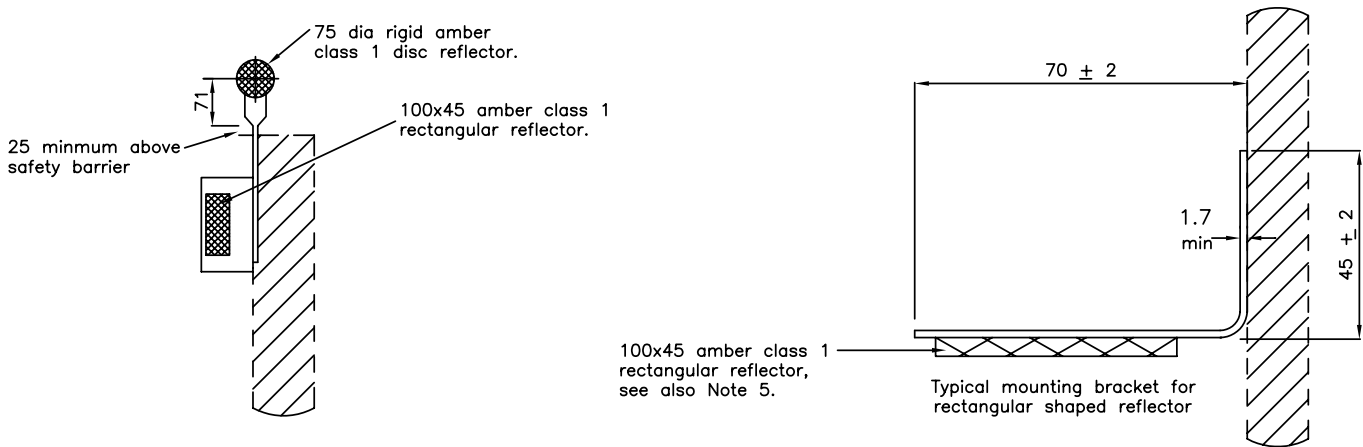 75 dia rigid amber
class 1 disc reflector.
71
100x45 amber class 1
rectangular reflector.
25 minmum above
safety barrier
70 ± 2
1.7
min
45 ± 2
100x45 amber class 1
rectangular reflector,
see also Note 5.
Typical mounting bracket for
rectangular shaped reflector